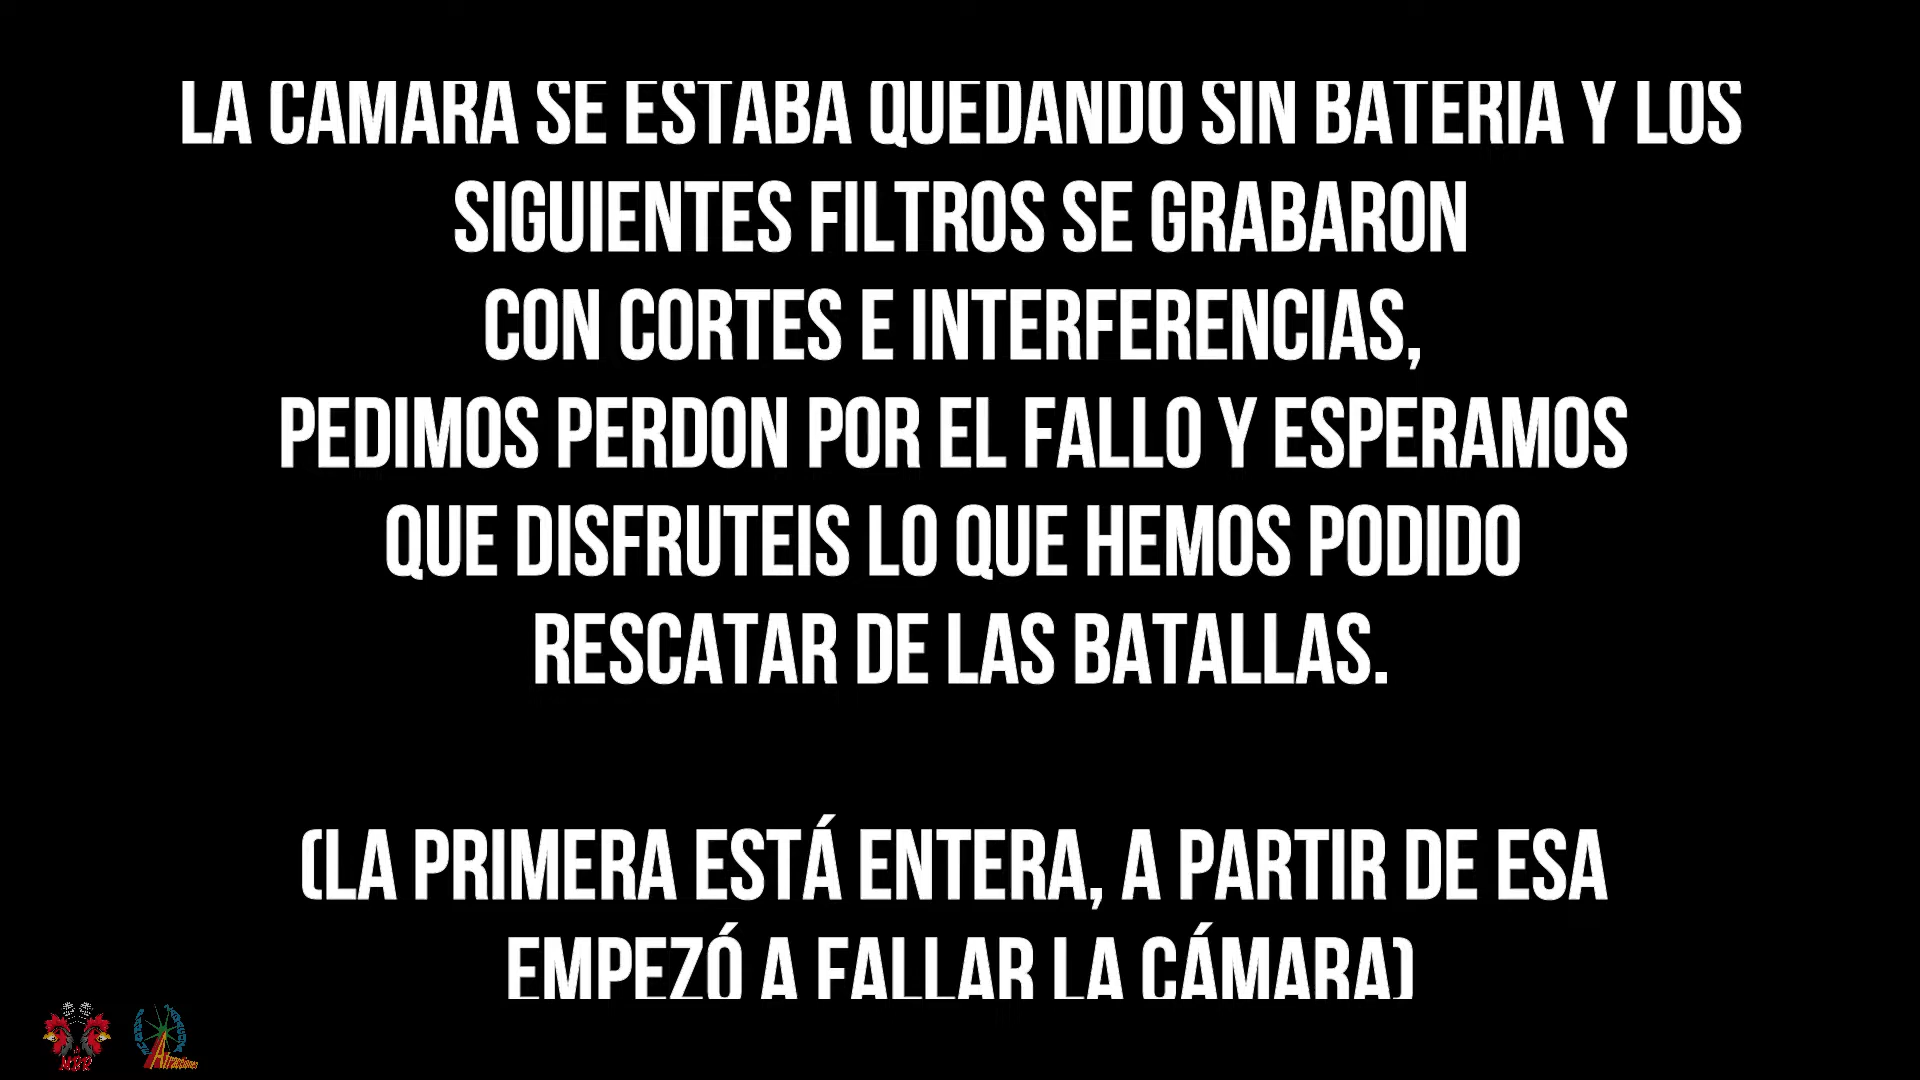 LA CAMARA SE ESTABA QUEDANDO SIN BATERIA Y LOS
SIGUIENTES FILTROS SE GRABARON
CON CORTES E INTERFERENCIAS,
PEDIMOS PERDON POR EL FALLO Y ESPERAMOS
QUE DISFRUTEIS LO QUE HEMOS PODIDO
RESCATAR DE LAS BATALLAS.
(LA PRIMERA ESTÁ ENTERA, A PARTIR DE ESA
EMPEZÓ A FALLAR LA CÁMARA)
Atracciones